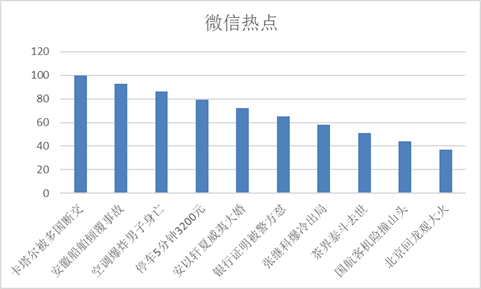 微信热点
120
100
80
60
40
20
0
卡塔尔被多国断交
安徽船舶倾覆事故
空调爆炸男子身亡
停车5分钟3200元
安以轩夏威夷大婚
银行证明被警方怼
张继科爆冷出局
茶界泰斗去世
国航客机险撞山头
北京回龙观大火